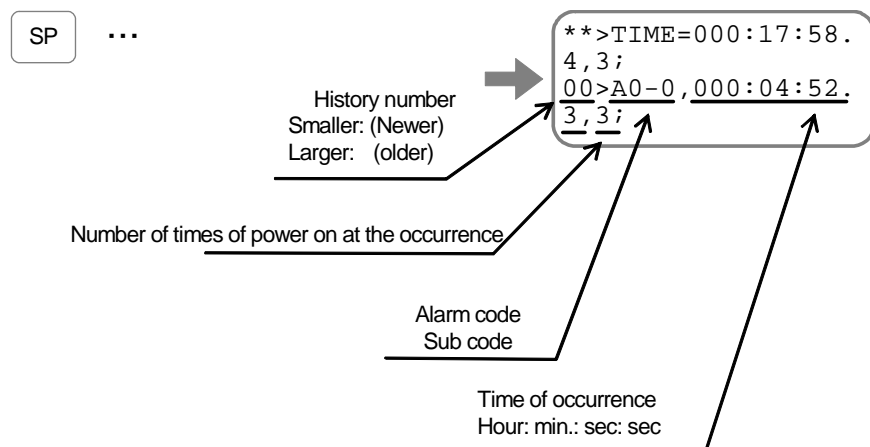 SP ...
**>TIME=000:17:58.
4,3;
00>A0-0,000:04:52.
3,3;
History number
Smaller: (Newer)
Larger: (older)
Number of times of power on at the occurrence
Alarm code
Sub code
Time of occurrence
Hour: min.: sec: sec